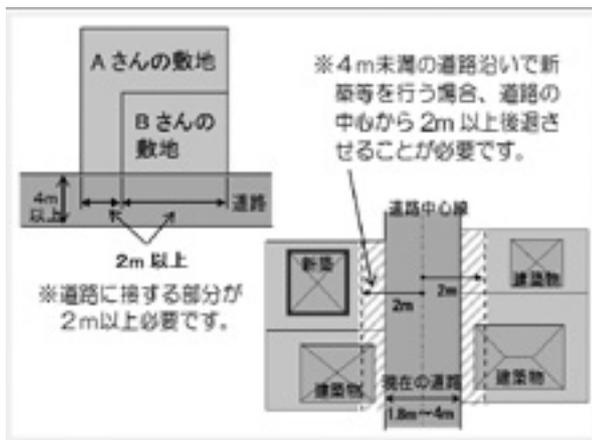 Aさんの敷地
Bさんの
敷地
4m
以上
道路
2m以上
※道路に接する部分が
2m以上必要です。
※4m未満の道路沿いで新
築等を行う場合、道路の
中心から2m以上後退さ
せることが必要です。
道路中心線
新築
建築物
2m
2m
建築物
建築物
現在の道路
1.8m～4m